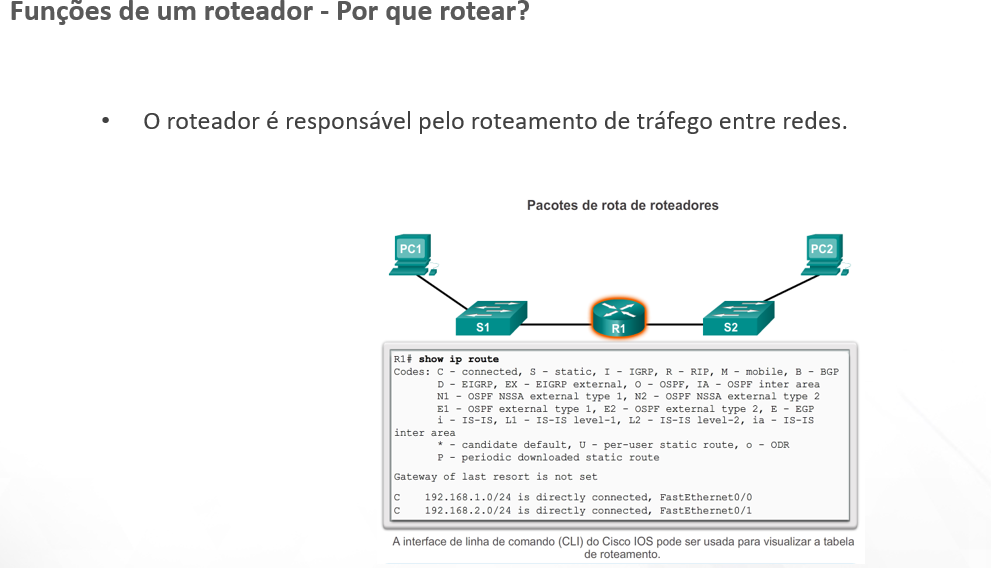 Funções de um roteador - Por que rotear?
• O roteador é responsável pelo roteamento de tráfego entre redes.
Pacotes de rota de roteadores
PC1
PC2
S1
R1
S2
R1# show ip route
Codes: C - connected, S - static, I - IGRP, R - RIP, M - mobile, B - BGP
D - EIGRP, EX - EIGRP external, O - OSPF, IA - OSPF inter area
N1 - OSPF NSSA external type 1, N2 - OSPF NSSA external type 2
E1 - OSPF external type 1, E2 - OSPF external type 2, E - EGP
i - IS-IS, L1 - IS-IS level-1, L2 - IS-IS level-2, ia - IS-IS
inter area
* - candidate default, U - per-user static route, o - ODR
P - periodic downloaded static route
Gateway of last resort is not set
C 192.168.1.0/24 is directly connected, FastEthernet0/0
C 192.168.2.0/24 is directly connected, FastEthernet0/1
A interface de linha de comando (CLI) do Cisco IOS pode ser usada para visualizar a tabela
de roteamento.